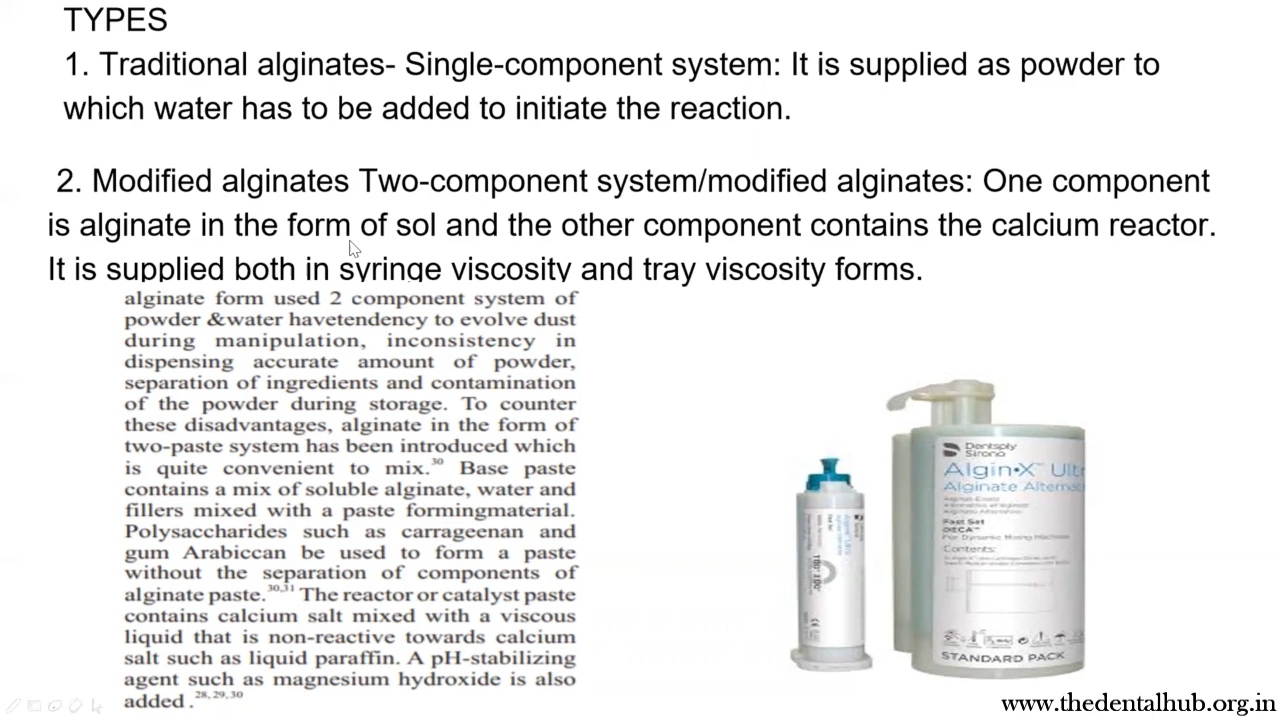 TYPES
1. Traditional alginates- Single-component system: It is supplied as powder to
which water has to be added to initiate the reaction.
2. Modified alginates Two-component system/modified alginates: One component
is alginate in the form of sol and the other component contains the calcium reactor.
It is supplied both in syringe viscosity and tray viscosity forms.
alginate form used 2 component system of
powder &water havetendency to evolve dust
during manipulation, inconsistency in
dispensing accurate amount of powder,
separation of ingredients and contamination
of the powder during storage. To counter
these disadvantages, alginate in the form of
two-paste system has been introduced which
is quite convenient to mix.30 Base paste
contains a mix of soluble alginate, water and
fillers mixed with a paste formingmaterial.
Polysaccharides such as carrageenan and
gum Arabiccan be used to form a paste
without the separation of components of
alginate paste.30,31 The reactor or catalyst paste
contains calcium salt mixed with a viscous
liquid that is non-reactive towards calcium
salt such as liquid paraffin. A pH-stabilizing
agent such as magnesium hydroxide is also
added .28,29,30
Dentsply
Sirona
Algin•X™ Ult
Alginate Alternat
Fast Set
DECA™
For Dynamic Mixing Machines
Contents:
STANDARD PACK
www.thedentalhub.org.in